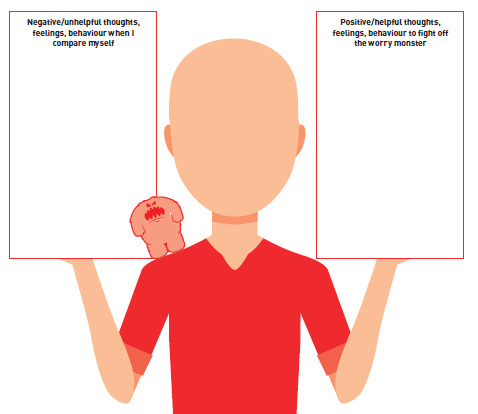 Negative/unhelpful thoughts,
feelings, behaviour when I
compare myself
Positive/helpful thoughts,
feelings, behaviour to fight off
the worry monster